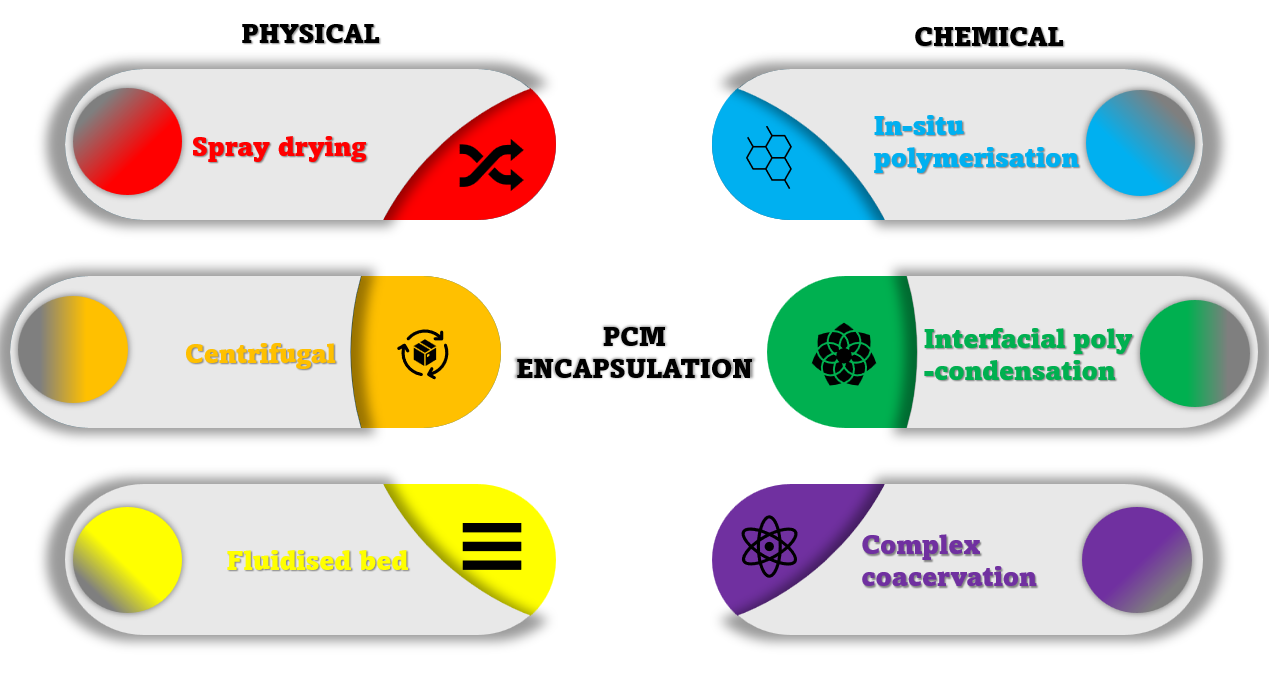 PHYSICAL
Spray drying
Centrifugal
Fluidised bed
PCM
ENCAPSULATION
CHEMICAL
In-situ
polymerisation
Interfacial poly
-condensation
Complex
coacervation